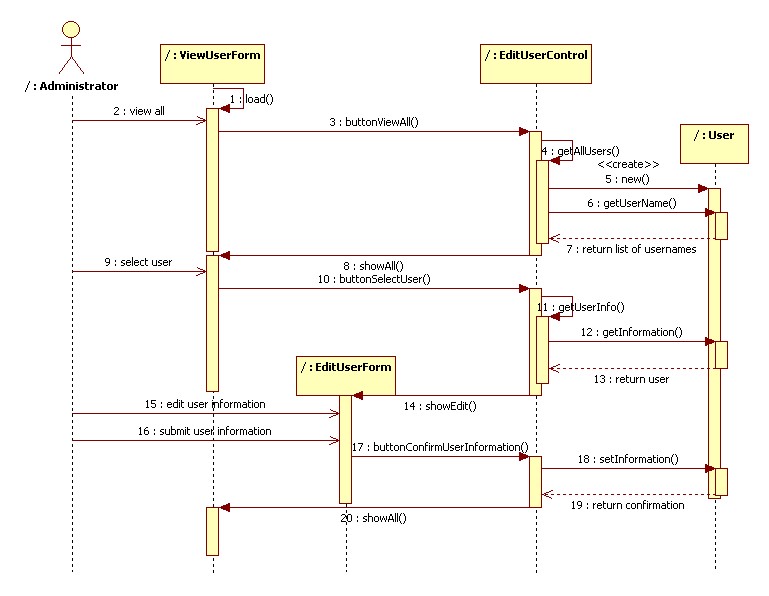 / : ViewUserForm
/ : EditUserControl
/ : Administrator
1 : load()
2 : view all
3 : buttonViewAll()
/ : User
4 : getAllUsers()
<<create>>
5 : new()
6 : getUserName()
7 : return list of usernames
8 : showAll()
9 : select user
10 : buttonSelectUser()
11 : getUserInfo()
12 : getInformation()
/ : EditUserForm
13 : return user
14 : showEdit()
15 : edit user information
16 : submit user information
17 : buttonConfirmUserInformation()
18 : setInformation()
19 : return confirmation
20 : showAll()